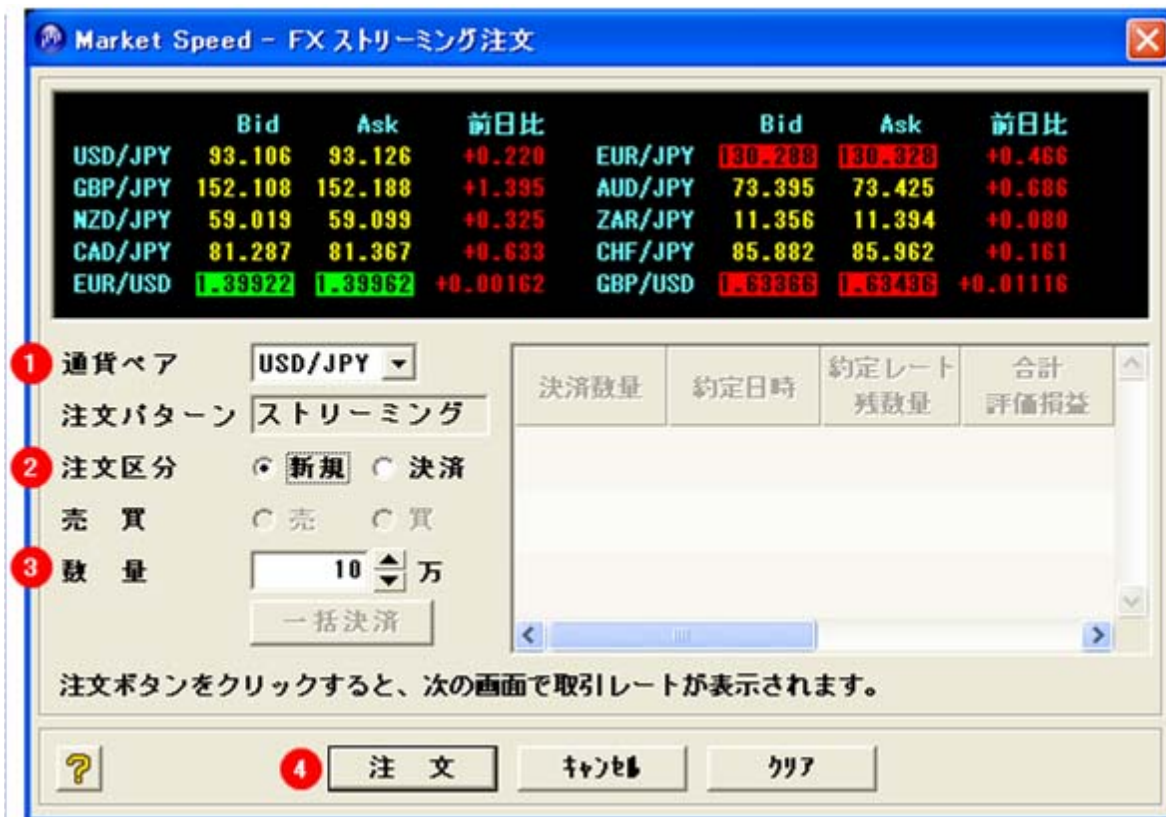 Market Speed - FX ストリーミング注文
Bid Ask 前日比 Bid Ask 前日比
USD/JPY 93.106 93.126 +0.220 EUR/JPY 130.288 130.328 +0.466
GBP/JPY 152.108 152.188 +1.395 AUD/JPY 73.395 73.425 +0.686
NZD/JPY 59.019 59.099 +0.325 ZAR/JPY 11.356 11.394 +0.080
CAD/JPY 81.287 81.367 +0.633 CHF/JPY 85.882 85.962 +0.161
EUR/USD 1.39922 1.39962 +0.00162 GBP/USD 1.63366 1.63436 +0.01116
1 通貨ペア USD/JPY
注文パターン ストリーミング
2 注文区分 新規 決済
売 買 売 買
3 数 量 10 万
一括決済
決済数量 約定日時 約定レート 合計
残数量 評価損益
注文ボタンをクリックすると、次の画面で取引レートが表示されます。
? 4 注 文 ｷｬﾝｾﾙ ｸﾘｱ